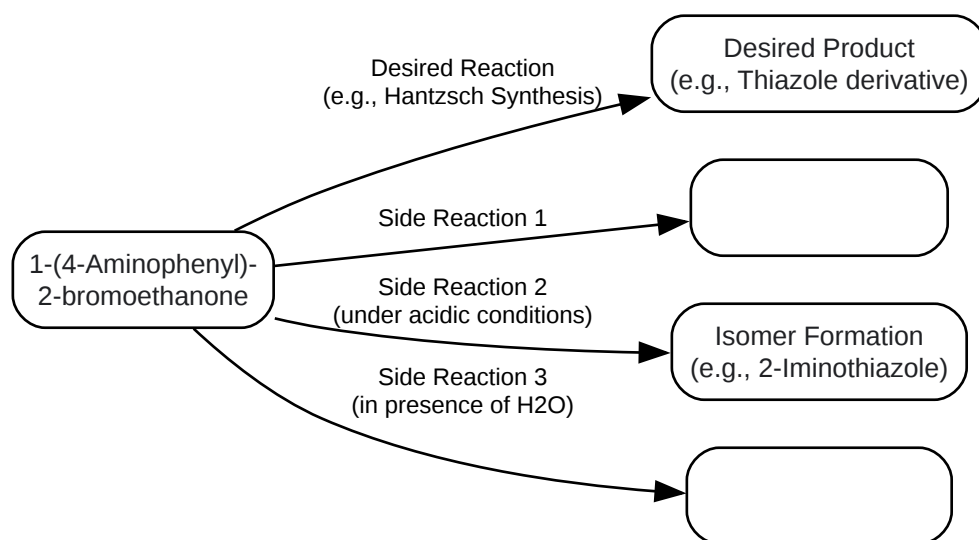 Desired Product
(e.g., Thiazole derivative)
Desired Reaction
(e.g., Hantzsch Synthesis)
Side Reaction 1
1-(4-Aminophenyl)-
2-bromoethanone
Side Reaction 2
(under acidic conditions)
Isomer Formation
(e.g., 2-Iminothiazole)
Side Reaction 3
(in presence of H2O)